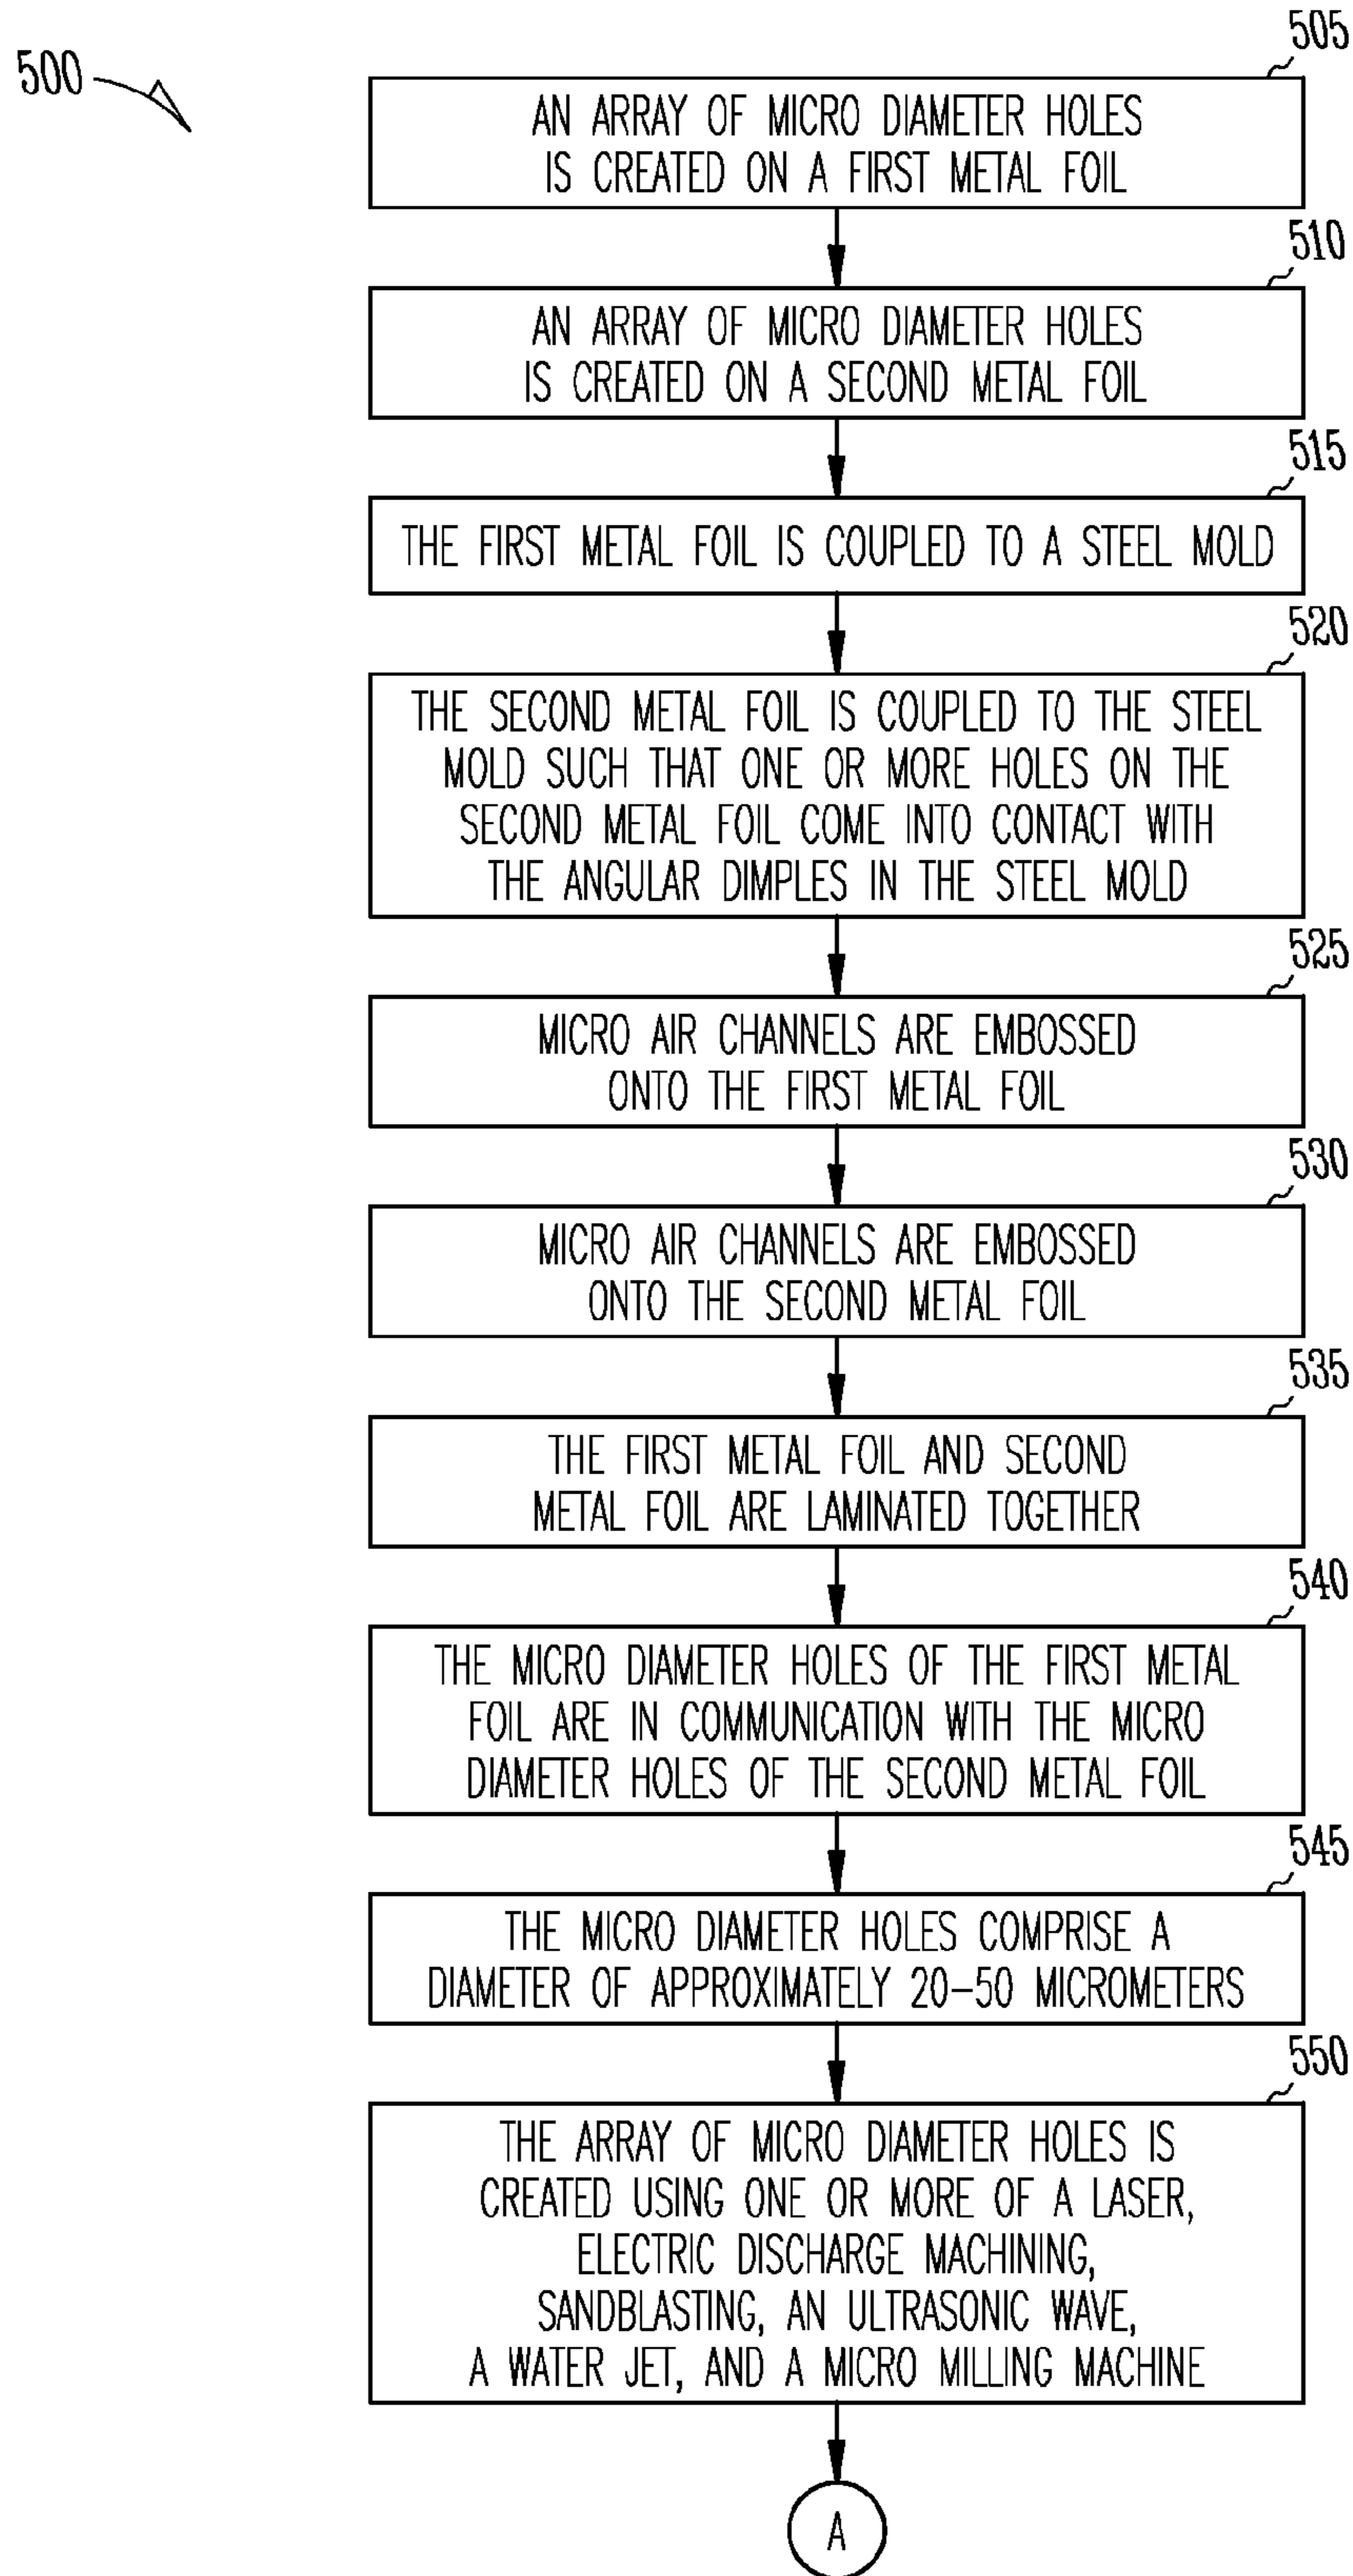 500
505
AN ARRAY OF MICRO DIAMETER HOLES
IS CREATED ON A FIRST METAL FOIL
510
AN ARRAY OF MICRO DIAMETER HOLES
IS CREATED ON A SECOND METAL FOIL
515
THE FIRST METAL FOIL IS COUPLED TO A STEEL MOLD
520
THE SECOND METAL FOIL IS COUPLED TO THE STEEL
MOLD SUCH THAT ONE OR MORE HOLES ON THE
SECOND METAL FOIL COME INTO CONTACT WITH
THE ANGULAR DIMPLES IN THE STEEL MOLD
525
MICRO AIR CHANNELS ARE EMBOSSED
ONTO THE FIRST METAL FOIL
530
MICRO AIR CHANNELS ARE EMBOSSED
ONTO THE SECOND METAL FOIL
535
THE FIRST METAL FOIL AND SECOND
METAL FOIL ARE LAMINATED TOGETHER
540
THE MICRO DIAMETER HOLES OF THE FIRST METAL
FOIL ARE IN COMMUNICATION WITH THE MICRO
DIAMETER HOLES OF THE SECOND METAL FOIL
545
THE MICRO DIAMETER HOLES COMPRISE A
DIAMETER OF APPROXIMATELY 20-50 MICROMETERS
550
THE ARRAY OF MICRO DIAMETER HOLES IS
CREATED USING ONE OR MORE OF A LASER,
ELECTRIC DISCHARGE MACHINING,
SANDBLASTING, AN ULTRASONIC WAVE,
A WATER JET, AND A MICRO MILLING MACHINE
A